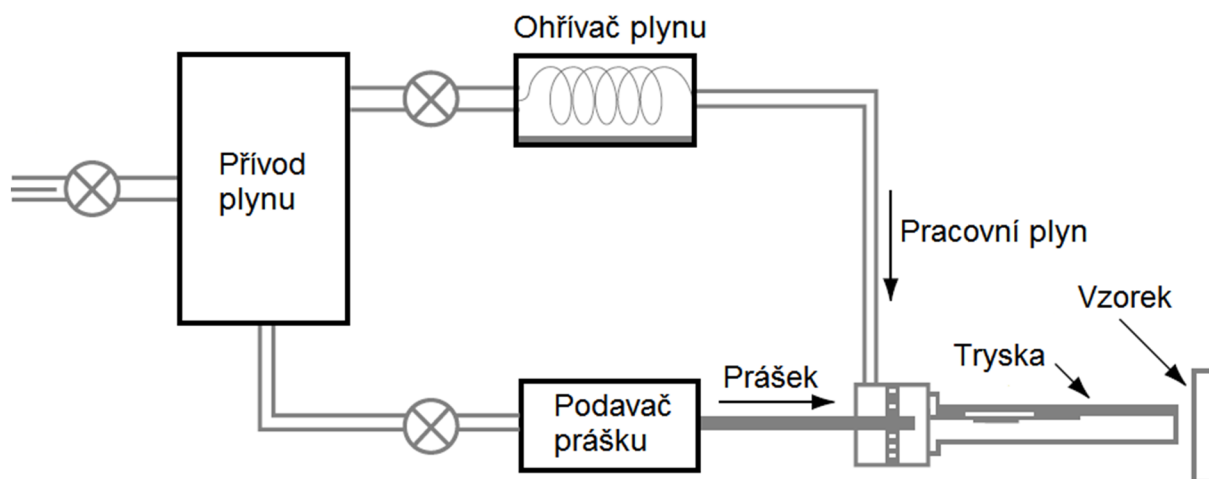 Ohřívač plynu
Přívod
plynu
Pracovní plyn
Vzorek
Tryska
Prášek
Podavač
prášku